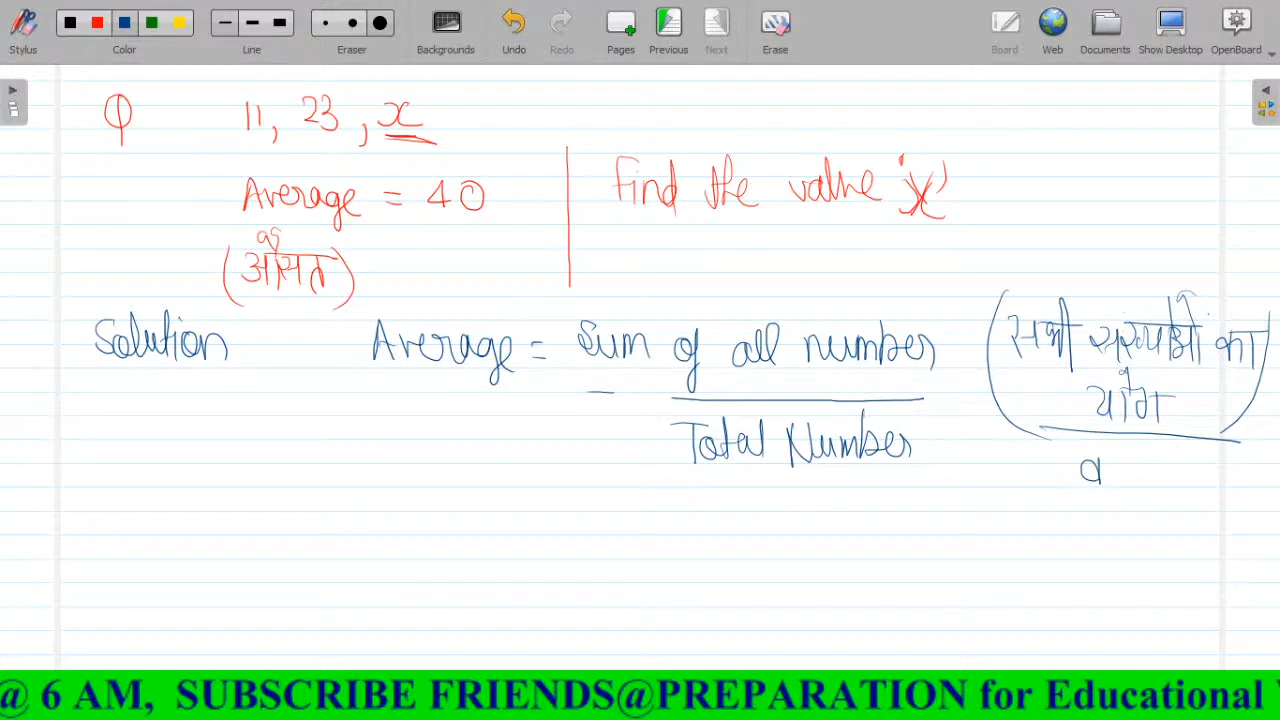 Stylus Color Line Eraser Backgrounds Undo Redo Pages Previous Next Erase Board Web Documents Show Desktop OpenBoard
Q 11, 23, x
Average = 40
(औसत)
Find the value 'x'
Solution Average = Sum of all number
Total Number
(सभी संख्याओं का
योग)
@ 6 AM, SUBSCRIBE FRIENDS@PREPARATION for Educational